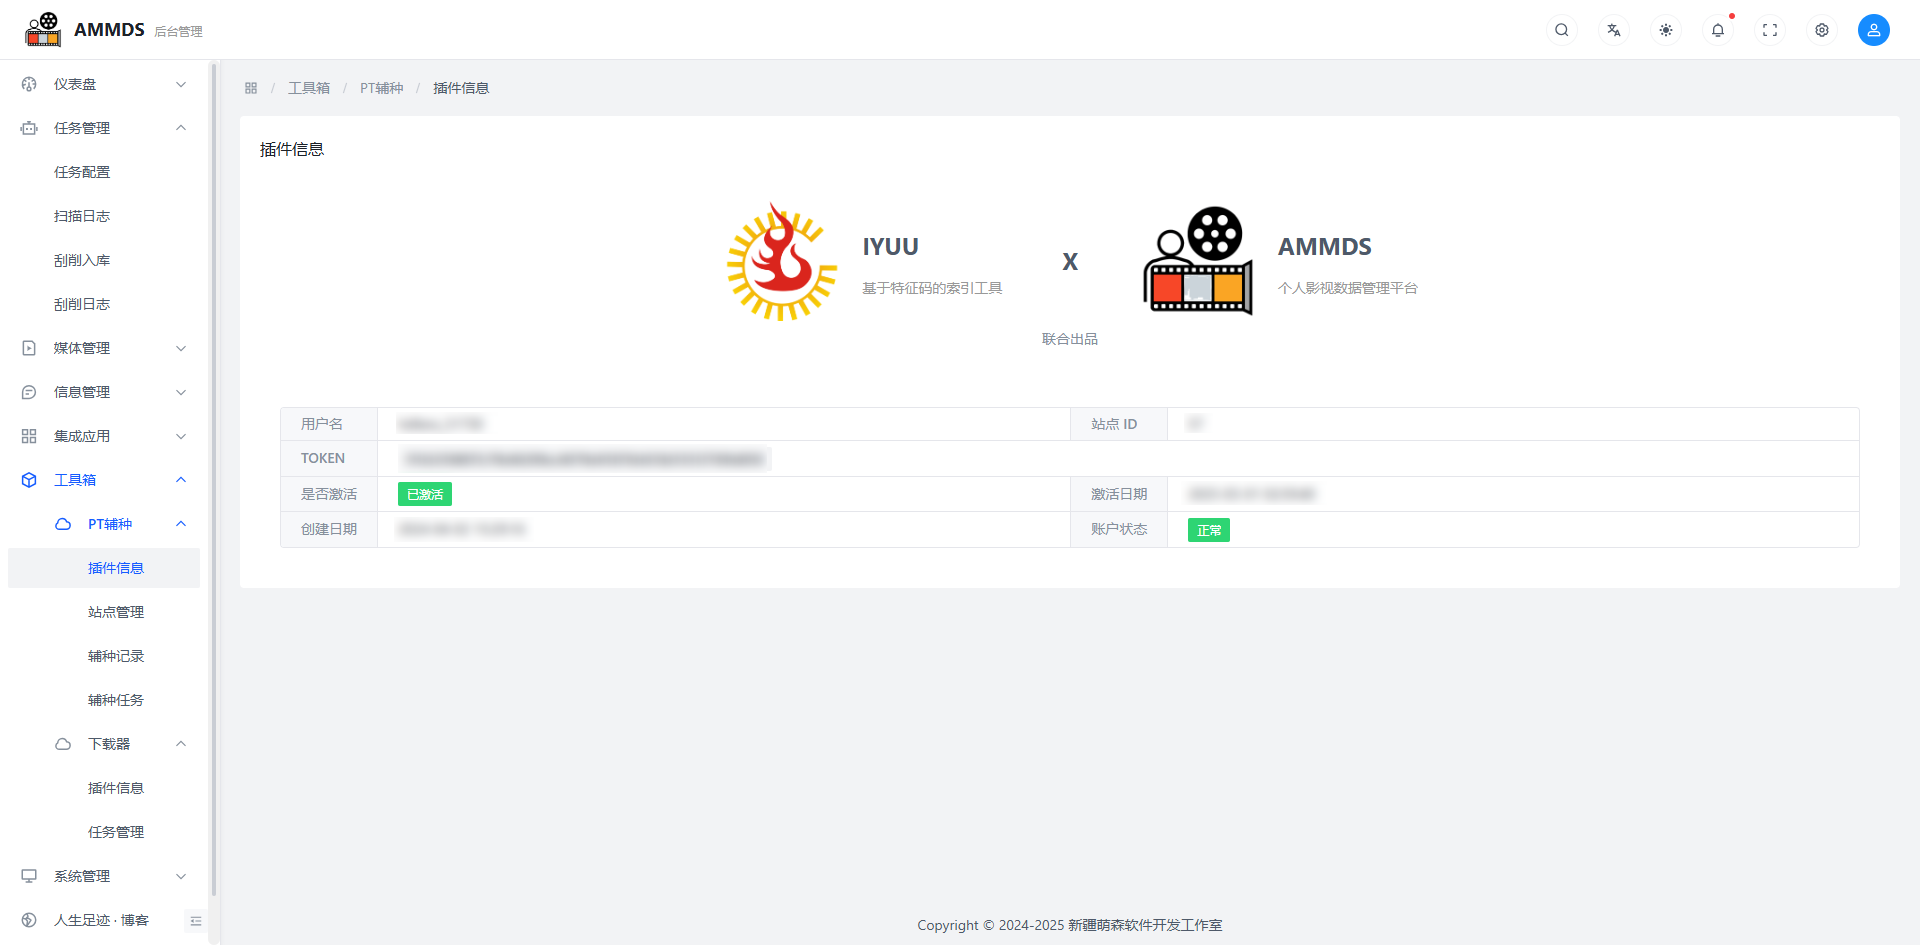 AMMDS 后台管理
仪表盘
任务管理
任务配置
扫描日志
刮削入库
刮削日志
媒体管理
信息管理
集成应用
工具箱
PT辅种
插件信息
站点管理
辅种记录
辅种任务
下载器
插件信息
任务管理
系统管理
人生足迹 · 博客
/ 工具箱 / PT辅种 / 插件信息
插件信息
IYUU
基于特征码的索引工具
X
AMMDS
个人影视数据管理平台
联合出品
用户名
站点 ID
TOKEN
是否激活 已激活
激活日期
创建日期
账户状态 正常
Copyright © 2024-2025 新疆萌森软件开发工作室